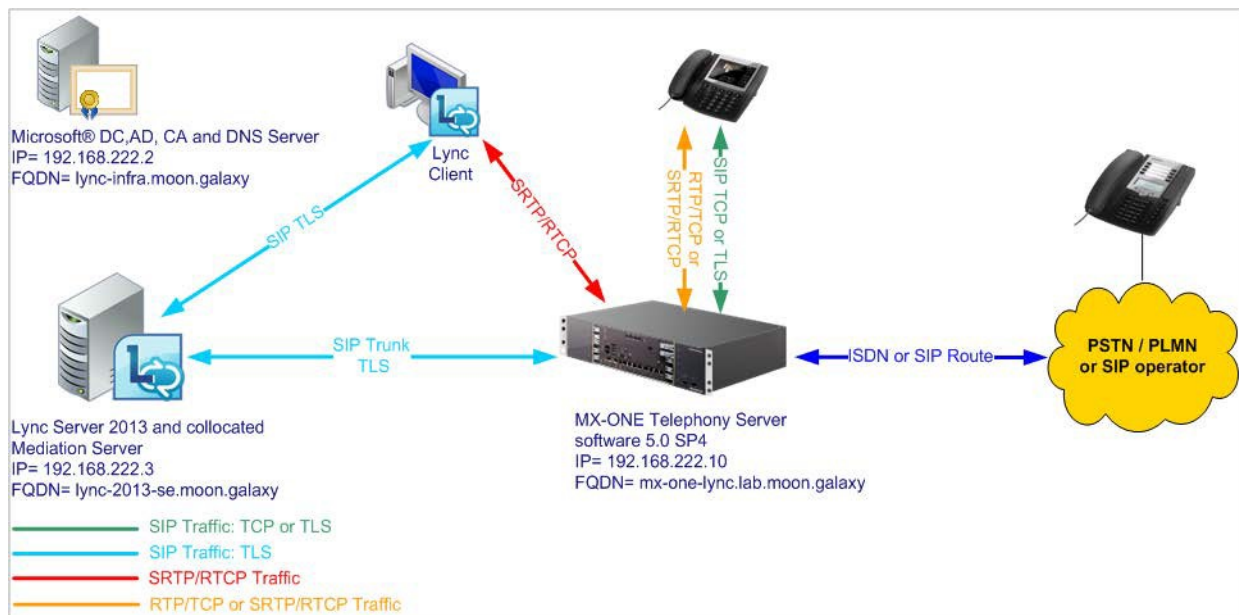 Microsoft® DC,AD, CA and DNS Server
IP= 192.168.222.2
FQDN= lync-infra.moon.galaxy
Lync
Client
SIP TLS
SRTP/RTCP
RTP/TCP or
SRTP/RTCP
SIP TCP or TLS
SIP Trunk
TLS
ISDN or SIP Route
PSTN / PLMN
or SIP operator
Lync Server 2013 and collocated
Mediation Server
IP= 192.168.222.3
FQDN= lync-2013-se.moon.galaxy
MX-ONE Telephony Server
software 5.0 SP4
IP= 192.168.222.10
FQDN= mx-one-lync.lab.moon.galaxy
SIP Traffic: TCP or TLS
SIP Traffic: TLS
SRTP/RTCP Traffic
RTP/TCP or SRTP/RTCP Traffic